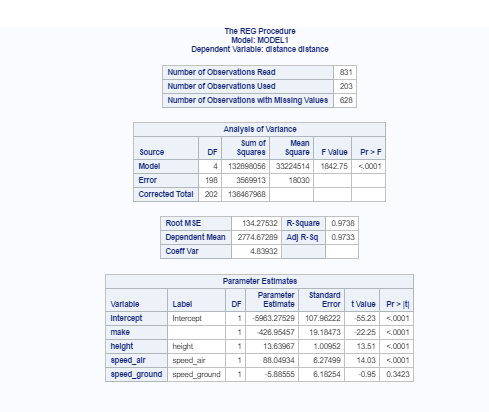 The REG Procedure
Model: MODEL1
Dependent Variable: distance distance
Number of Observations Read 831
Number of Observations Used 203
Number of Observations with Missing Values 628
Analysis of Variance
Source DF Sum of Squares Mean Square F Value Pr > F
Model 4 132898056 33224514 1842.75 <.0001
Error 198 3569913 18030
Corrected Total 202 136467968
Root MSE 134.27532 R-Square 0.9738
Dependent Mean 2774.67289 Adj R-Sq 0.9733
Coeff Var 4.83932
Parameter Estimates
Variable Label DF Parameter Estimate Standard Error t Value Pr > |t|
Intercept Intercept 1 -5963.27529 107.96222 -55.23 <.0001
make 1 -426.95457 19.18473 -22.25 <.0001
height height 1 13.63967 1.00952 13.51 <.0001
speed_air speed_air 1 88.04934 6.27499 14.03 <.0001
speed_ground speed_ground 1 -5.88555 6.18254 -0.95 0.3423